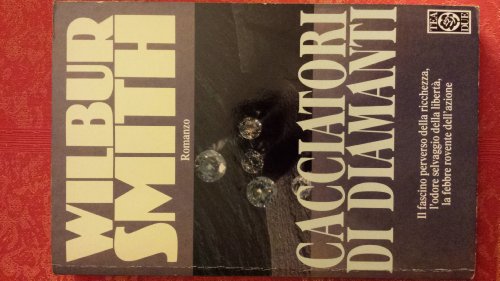 WILBUR
SMITH
Romanzo
CACCIATORI
DI DIAMANTI
Il fascino perverso della ricchezza,
l'odore selvaggio della libertà,
la febbre rovente dell'azione
TEA
DUE